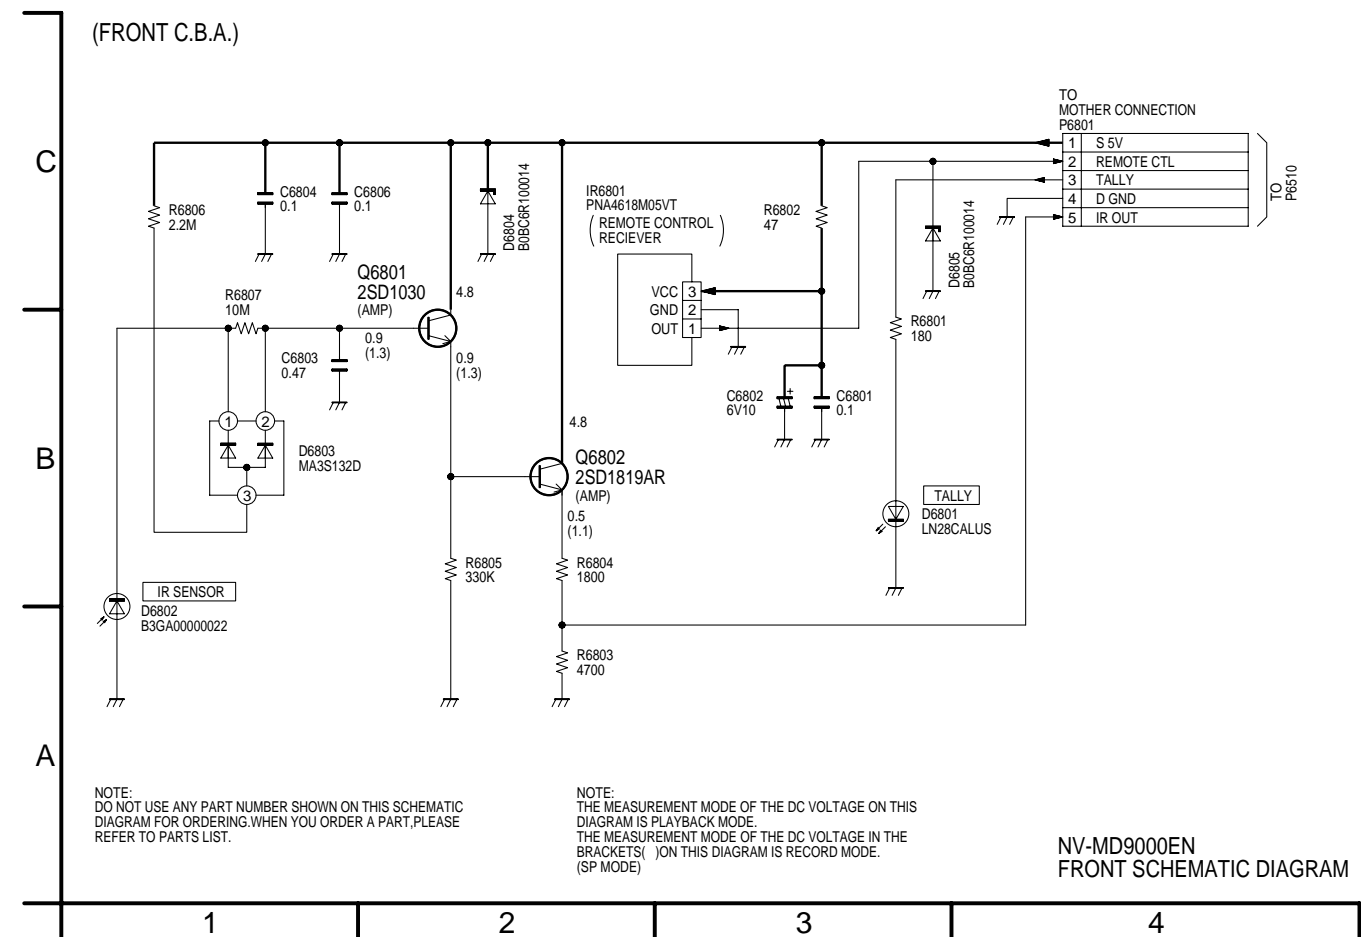 (FRONT C.B.A.)
TO
MOTHER CONNECTION
P6801
1 S 5V
2 REMOTE CTL
3 TALLY
4 D GND
5 IR OUT
TO
P6510
C
R6806
2.2M
C6804
0.1
C6806
0.1
D6804
B0BC6R100014
IR6801
PNA4618M05VT
( REMOTE CONTROL
RECIEVER )
R6802
47
D6805
B0BC6R100014
Q6801
2SD1030
(AMP)
4.8
VCC 3
GND 2
OUT 1
R6807
10M
0.9
(1.3)
0.9
(1.3)
R6801
180
C6803
0.47
C6802
6V10
+
C6801
0.1
1 2
D6803
MA3S132D
3
B
4.8
Q6802
2SD1819AR
(AMP)
0.5
(1.1)
TALLY
D6801
LN28CALUS
R6805
330K
R6804
1800
IR SENSOR
D6802
B3GA00000022
R6803
4700
A
NOTE:
DO NOT USE ANY PART NUMBER SHOWN ON THIS SCHEMATIC
DIAGRAM FOR ORDERING.WHEN YOU ORDER A PART,PLEASE
REFER TO PARTS LIST.
NOTE:
THE MEASUREMENT MODE OF THE DC VOLTAGE ON THIS
DIAGRAM IS PLAYBACK MODE.
THE MEASUREMENT MODE OF THE DC VOLTAGE IN THE
BRACKETS( )ON THIS DIAGRAM IS RECORD MODE.
(SP MODE)
NV-MD9000EN
FRONT SCHEMATIC DIAGRAM
1 2 3 4